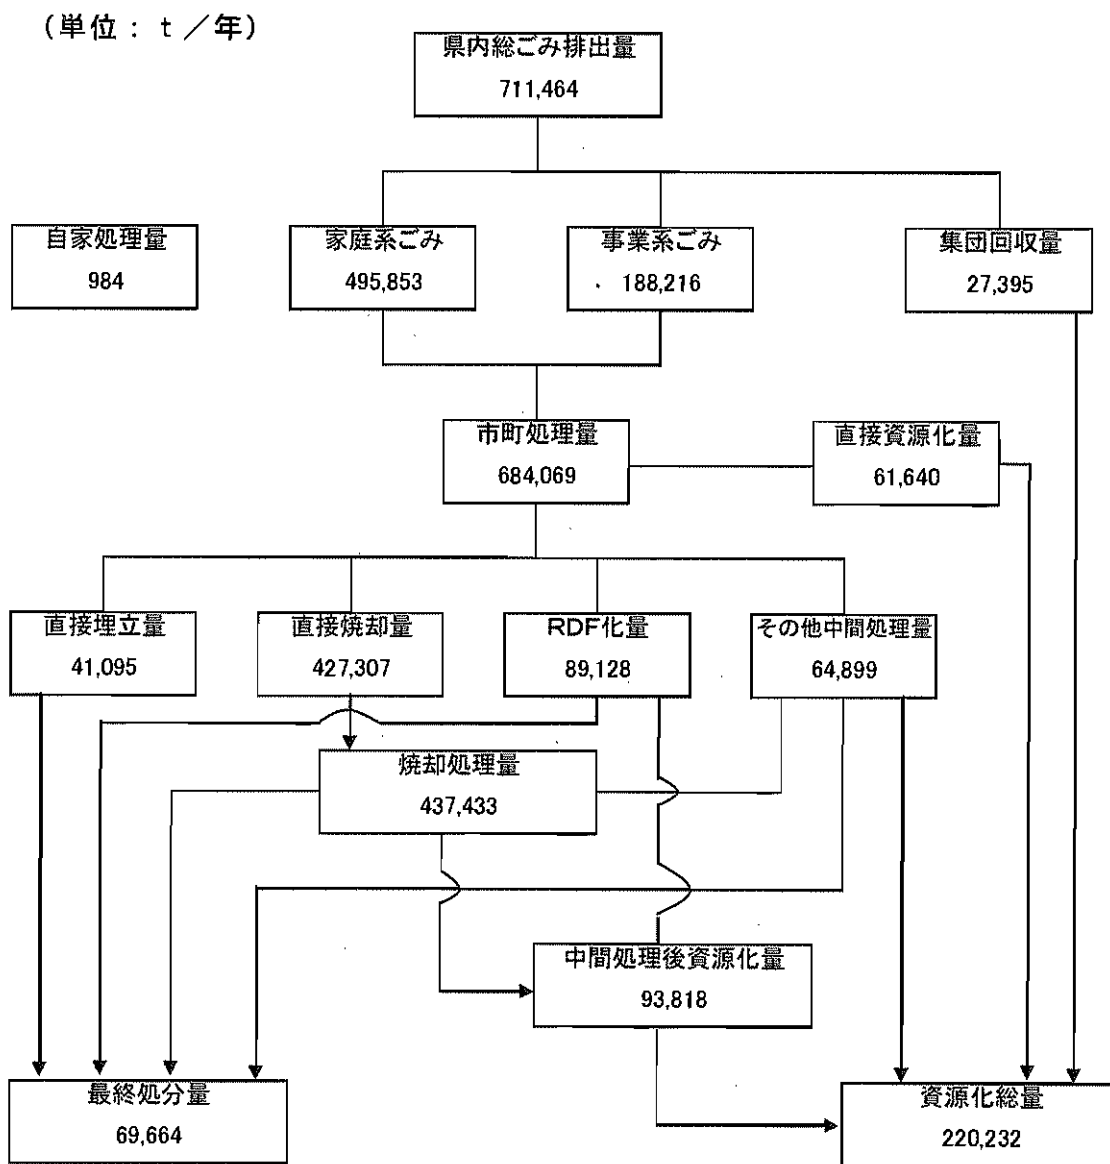 (単位：ｔ／年)
県内総ごみ排出量
711,464
自家処理量
984
家庭系ごみ
495,853
事業系ごみ
188,216
集団回収量
27,395
市町処理量
684,069
直接資源化量
61,640
直接埋立量
41,095
直接焼却量
427,307
RDF化量
89,128
その他中間処理量
64,899
焼却処理量
437,433
中間処理後資源化量
93,818
最終処分量
69,664
資源化総量
220,232